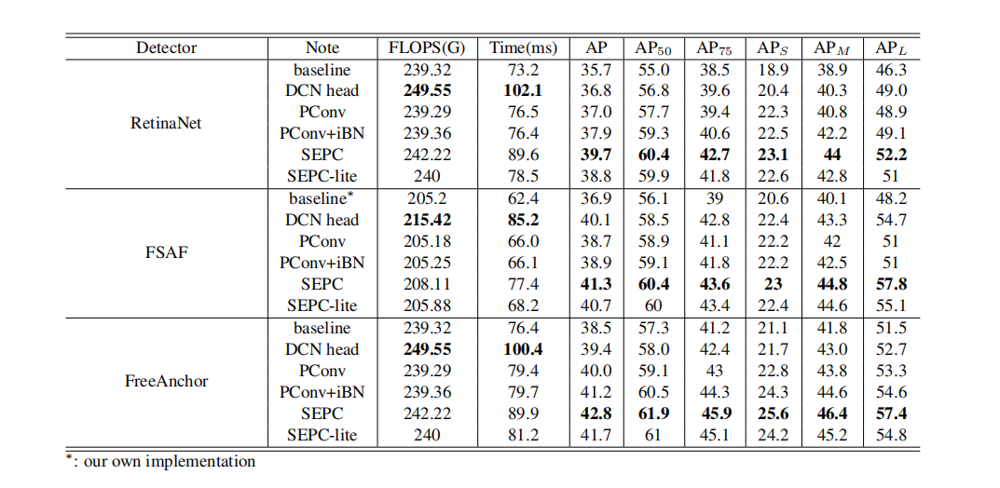 Detector Note FLOPS(G) Time(ms) AP AP50 AP75 APS APM APL
baseline 239.32 73.2 35.7 55.0 38.5 18.9 38.9 46.3
DCN head 249.55 102.1 36.8 56.8 39.6 20.4 40.3 49.0
PConv 239.29 76.5 37.0 57.7 39.4 22.3 40.8 48.9
RetinaNet
PConv+iBN 239.36 76.4 37.9 59.3 40.6 22.5 42.2 49.1
SEPC 242.22 89.6 39.7 60.4 42.7 23.1 44 52.2
SEPC-lite 240 78.5 38.8 59.9 41.8 22.6 42.8 51
baseline* 205.2 62.4 36.9 56.1 39 20.6 40.1 48.2
DCN head 215.42 85.2 40.1 58.5 42.8 22.4 43.3 54.7
PConv 205.18 66.0 38.7 58.9 41.1 22.2 42 51
FSAF
PConv+iBN 205.25 66.1 38.9 59.1 41.8 22.2 42.5 51
SEPC 208.11 77.4 41.3 60.4 43.6 23 44.8 57.8
SEPC-lite 205.88 68.2 40.7 60 43.4 22.4 44.6 55.1
baseline 239.32 76.4 38.5 57.3 41.2 21.1 41.8 51.5
DCN head 249.55 100.4 39.4 58.0 42.4 21.7 43.0 52.7
PConv 239.29 79.4 40.0 59.1 43 22.8 43.8 53.3
FreeAnchor
PConv+iBN 239.36 79.7 41.2 60.5 44.3 24.3 44.6 54.6
SEPC 242.22 89.9 42.8 61.9 45.9 25.6 46.4 57.4
SEPC-lite 240 81.2 41.7 61 45.1 24.2 45.2 54.8
*: our own implementation